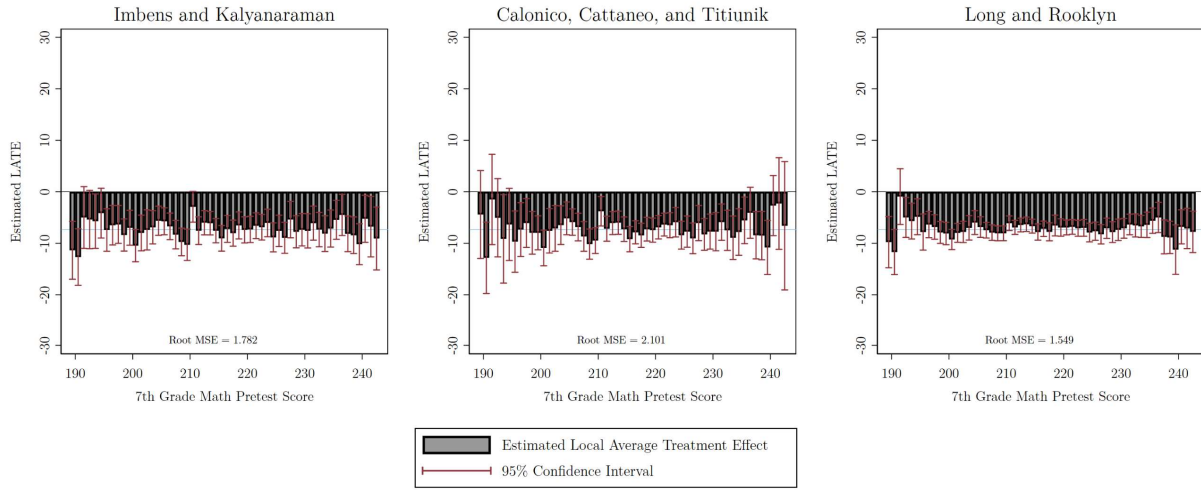 Imbens and Kalyanaraman
Calonico, Cattaneo, and Titiunik
Long and Rooklyn
Estimated LATE
30
20
10
0
-10
-20
-30
Root MSE = 1.782
190 200 210 220 230 240
7th Grade Math Pretest Score
Estimated LATE
30
20
10
0
-10
-20
-30
Root MSE = 2.101
190 200 210 220 230 240
7th Grade Math Pretest Score
Estimated LATE
30
20
10
0
-10
-20
-30
Root MSE = 1.549
190 200 210 220 230 240
7th Grade Math Pretest Score
Estimated Local Average Treatment Effect
95% Confidence Interval